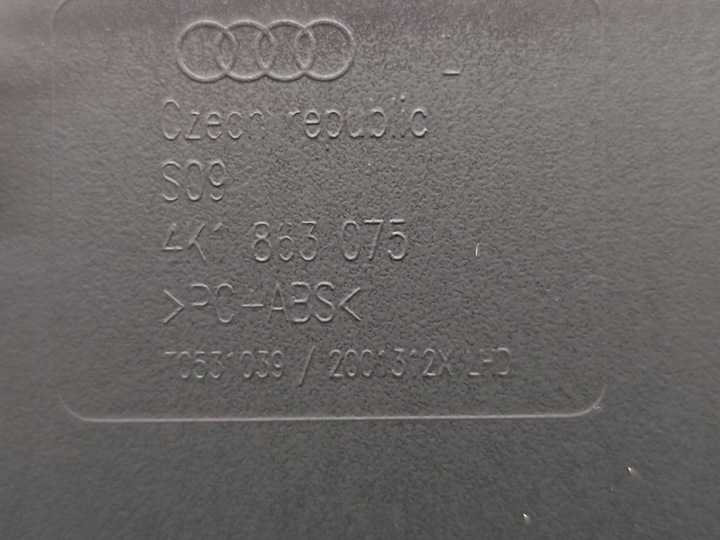 Czech republic
S09
4K1 863 075
>PC-ABS<
T0531039 / 2001312X LHD